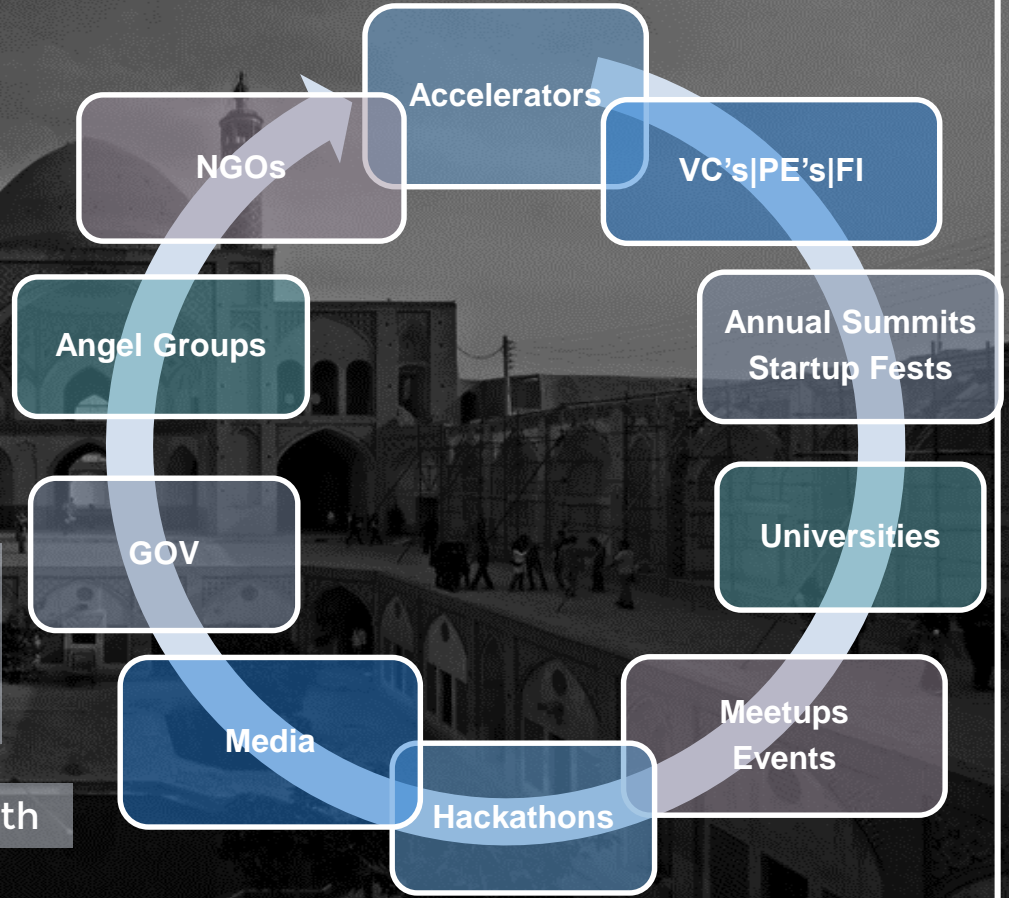 Accelerators
VC's|PE's|FI
Annual Summits
Startup Fests
Universities
Meetups
Events
Hackathons
Media
GOV
Angel Groups
NGOs
th